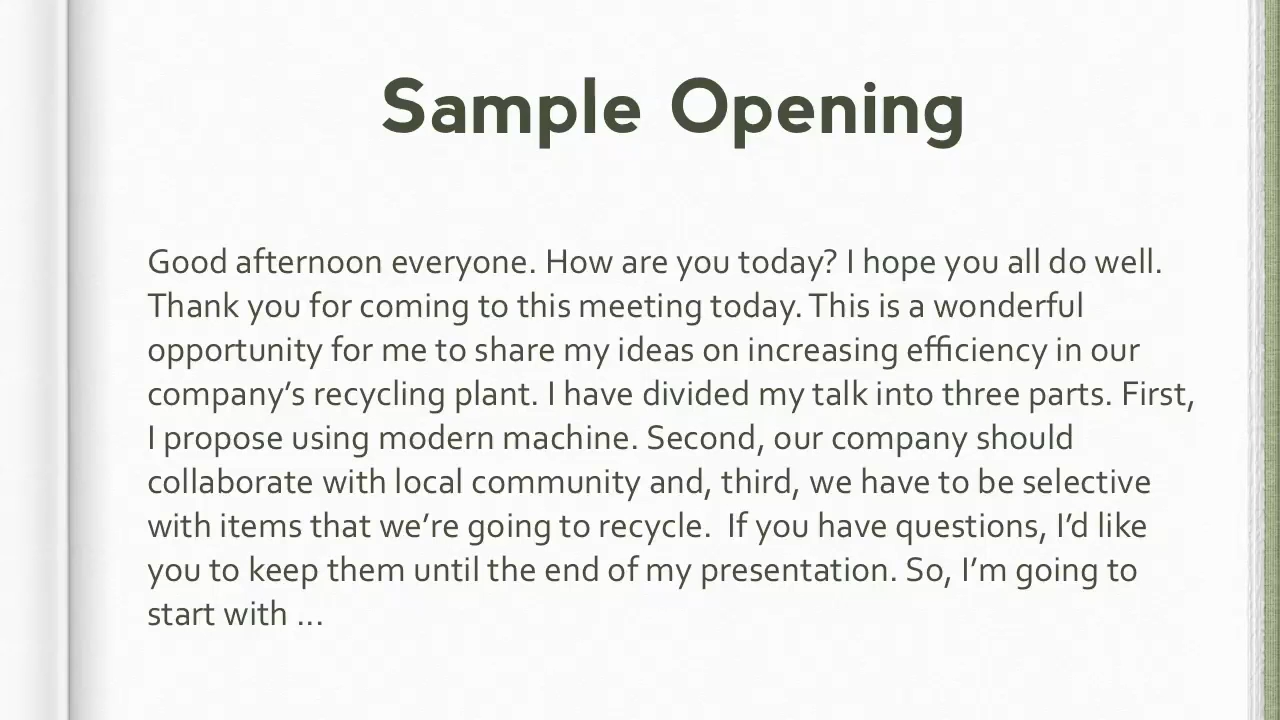 Sample Opening
Good afternoon everyone. How are you today? I hope you all do well.
Thank you for coming to this meeting today. This is a wonderful
opportunity for me to share my ideas on increasing efficiency in our
company’s recycling plant. I have divided my talk into three parts. First,
I propose using modern machine. Second, our company should
collaborate with local community and, third, we have to be selective
with items that we’re going to recycle.  If you have questions, I’d like
you to keep them until the end of my presentation. So, I’m going to
start with ...